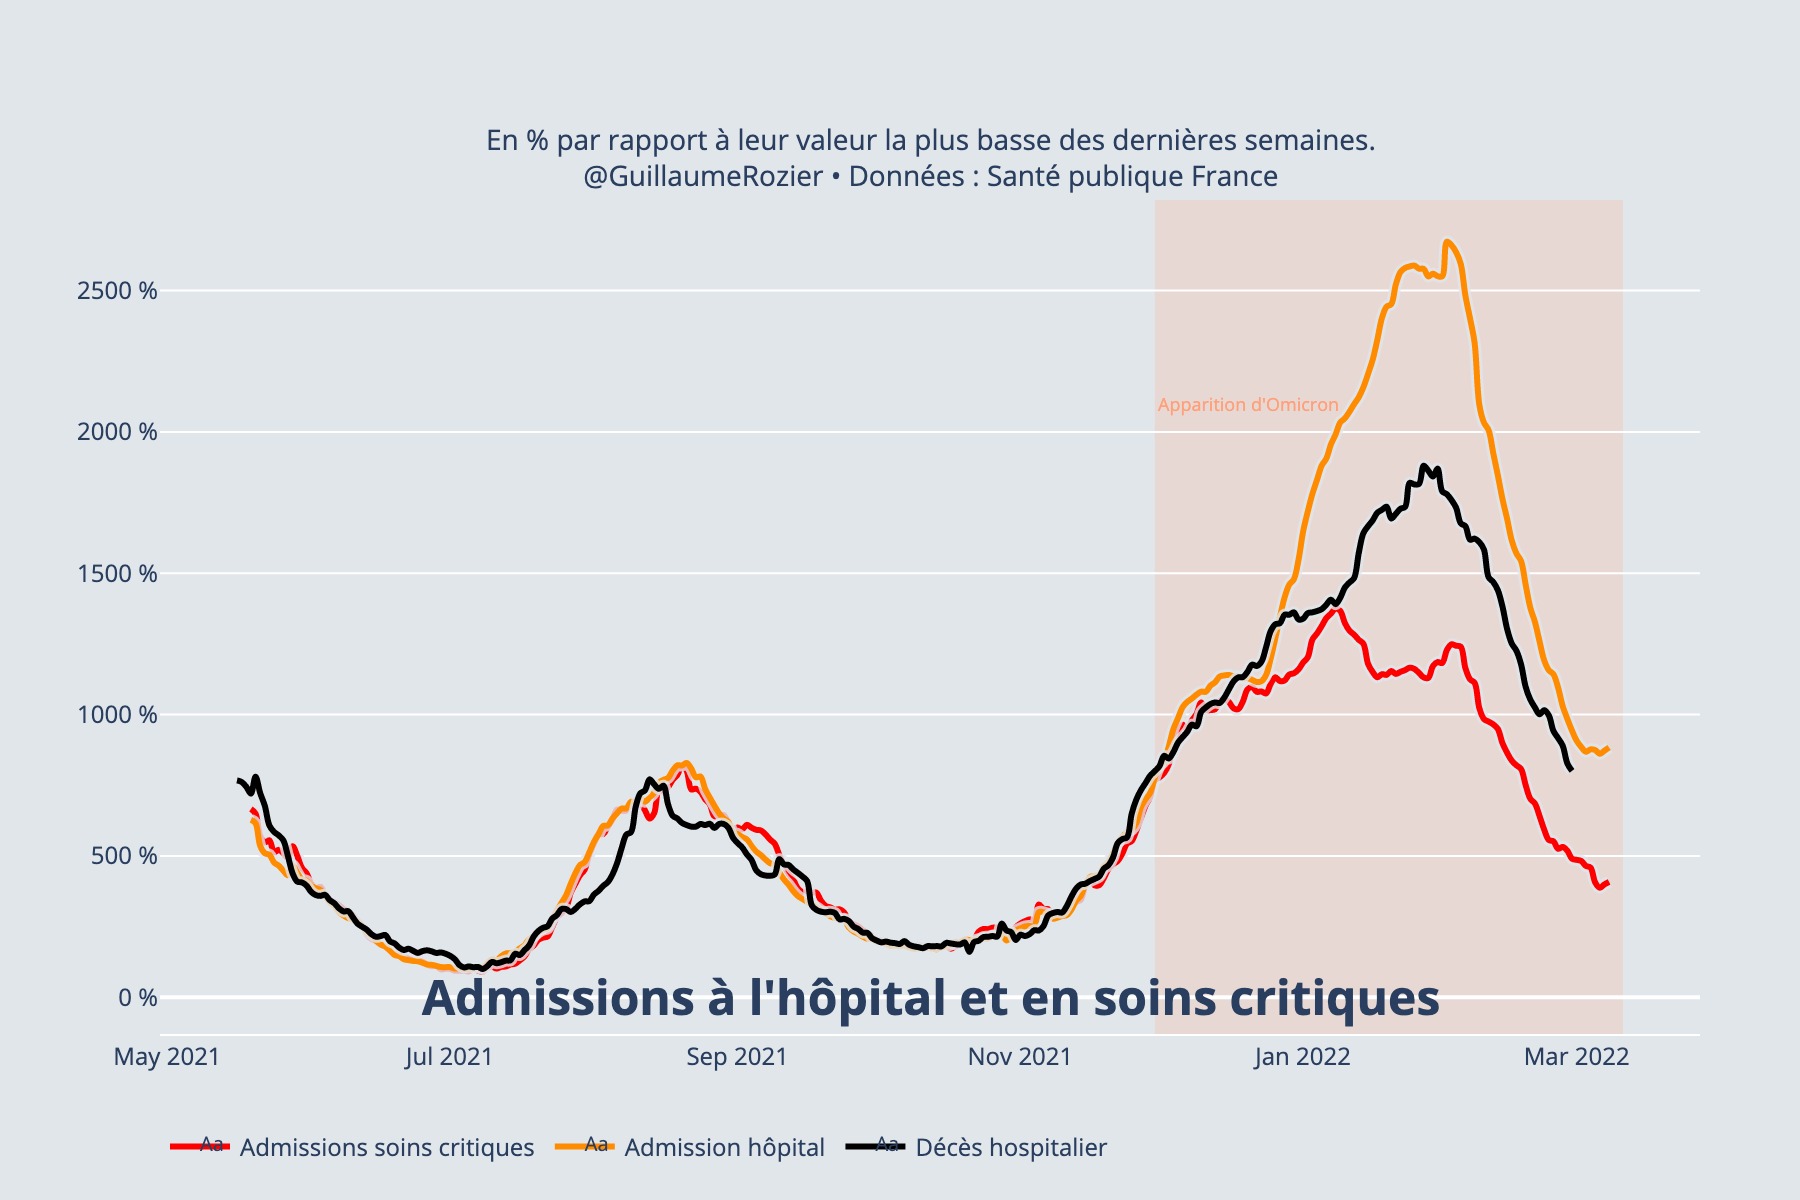 En % par rapport à leur valeur la plus basse des dernières semaines.
@GuillaumeRozier • Données : Santé publique France
2500 %
Apparition d'Omicron
2000 %
1500 %
1000 %
500 %
0 %
Admissions à l'hôpital et en soins critiques
May 2021 Jul 2021 Sep 2021 Nov 2021 Jan 2022 Mar 2022
Aa Admissions soins critiques Aa Admission hôpital Aa Décès hospitalier